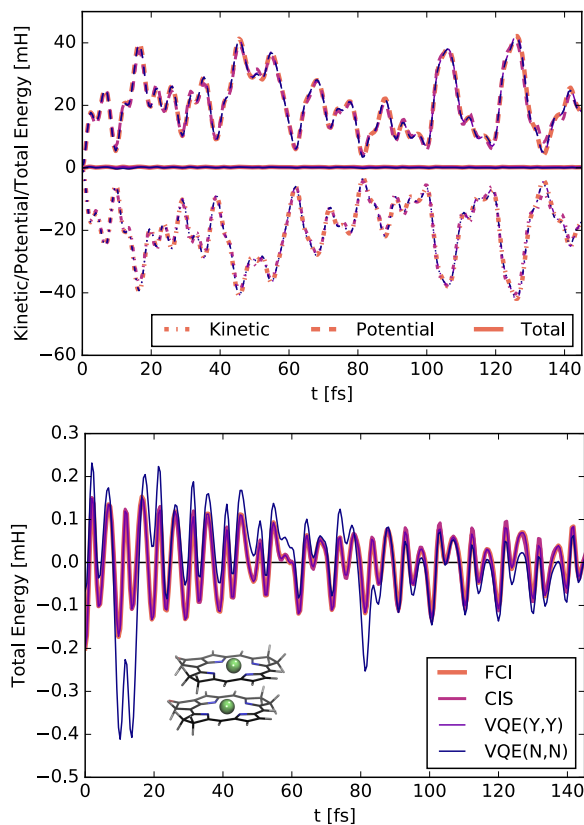 Kinetic/Potential/Total Energy [mH]
40
20
0
−20
−40
−60
Kinetic Potential Total
0 20 40 60 80 100 120 140
t [fs]
Total Energy [mH]
0.3
0.2
0.1
0.0
−0.1
−0.2
−0.3
−0.4
−0.5
FCI
CIS
VQE(Y,Y)
VQE(N,N)
0 20 40 60 80 100 120 140
t [fs]